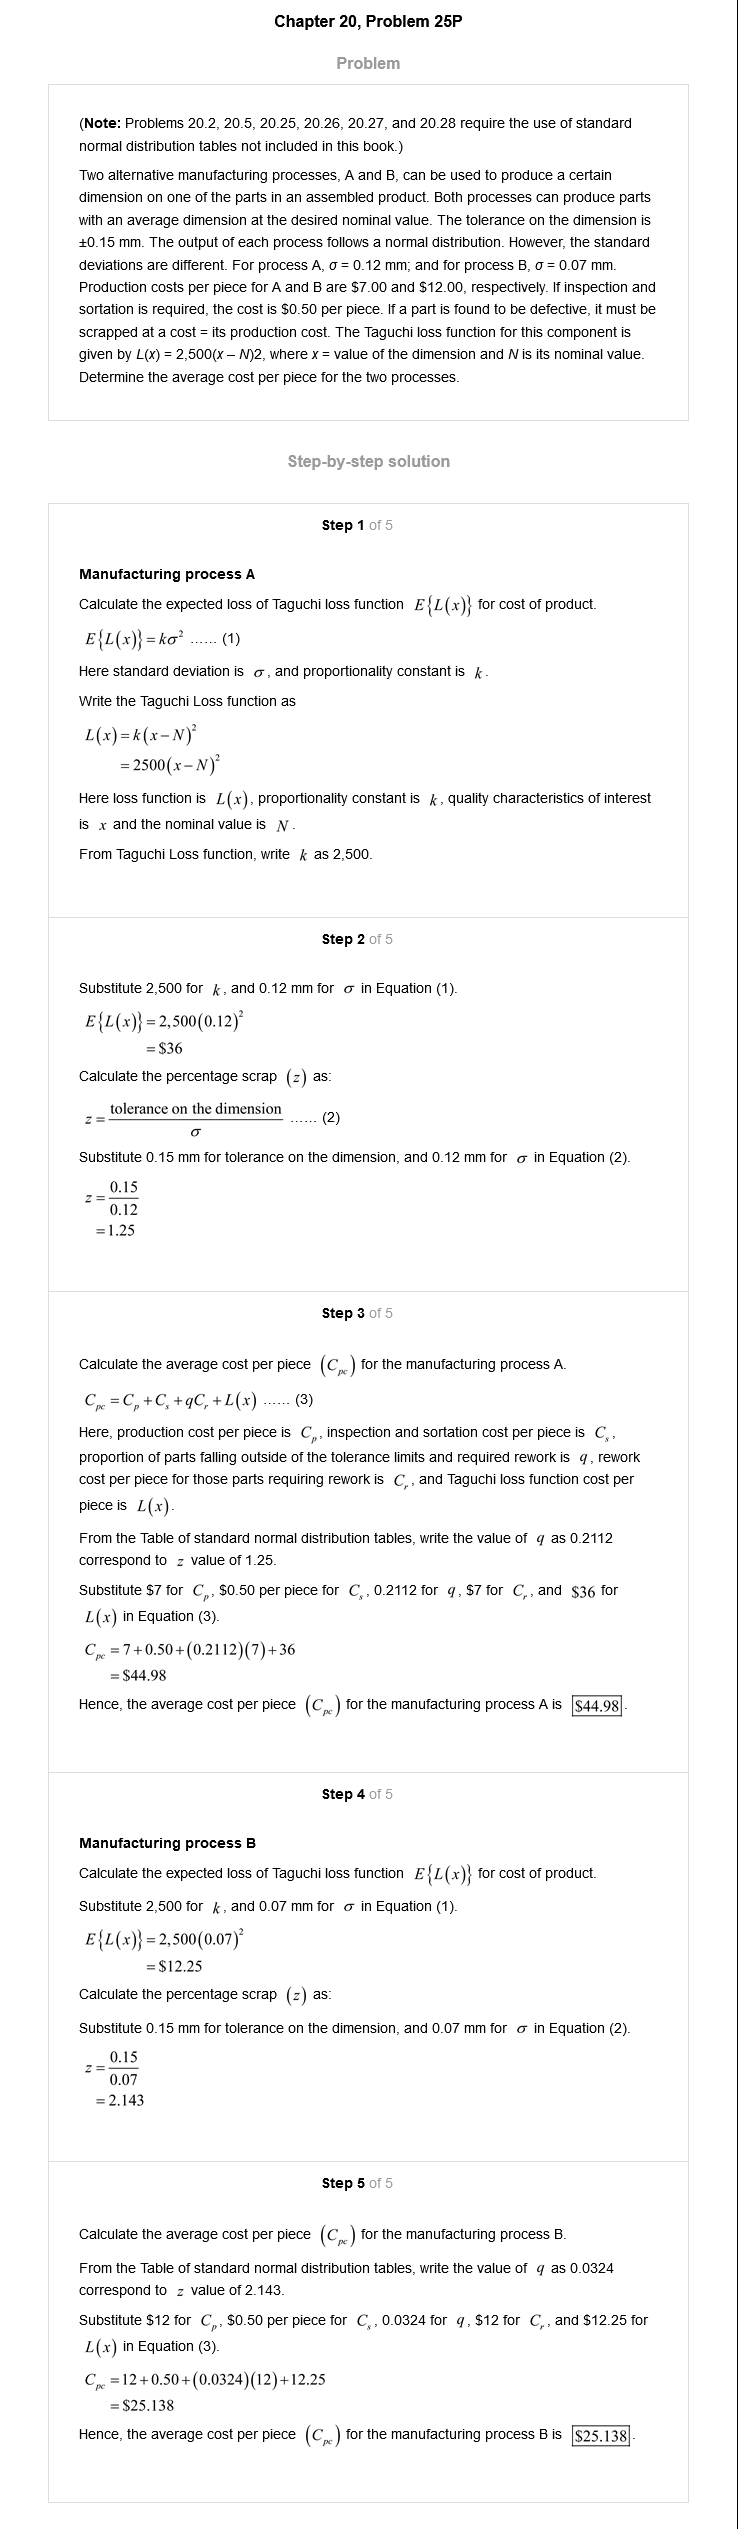 Chapter 20, Problem 25P
Problem
(Note: Problems 20.2, 20.5, 20.25, 20.26, 20.27, and 20.28 require the use of standard
normal distribution tables not included in this book.)
Two alternative manufacturing processes, A and B, can be used to produce a certain
dimension on one of the parts in an assembled product. Both processes can produce parts
with an average dimension at the desired nominal value. The tolerance on the dimension is
±0.15 mm. The output of each process follows a normal distribution. However, the standard
deviations are different. For process A, σ = 0.12 mm; and for process B, σ = 0.07 mm.
Production costs per piece for A and B are $7.00 and $12.00, respectively. If inspection and
sortation is required, the cost is $0.50 per piece. If a part is found to be defective, it must be
scrapped at a cost = its production cost. The Taguchi loss function for this component is
given by L(x) = 2,500(x – N)2, where x = value of the dimension and N is its nominal value.
Determine the average cost per piece for the two processes.
Step-by-step solution
Step 1 of 5
Manufacturing process A
Calculate the expected loss of Taguchi loss function E{L(x)} for cost of product.
E{L(x)} = kσ² ...... (1)
Here standard deviation is σ, and proportionality constant is k.
Write the Taguchi Loss function as
L(x) = k(x − N)²
= 2500(x − N)²
Here loss function is L(x), proportionality constant is k, quality characteristics of interest
is x and the nominal value is N.
From Taguchi Loss function, write k as 2,500.
Step 2 of 5
Substitute 2,500 for k, and 0.12 mm for σ in Equation (1).
E{L(x)} = 2,500(0.12)²
= $36
Calculate the percentage scrap (z) as:
z = tolerance on the dimension / σ ...... (2)
Substitute 0.15 mm for tolerance on the dimension, and 0.12 mm for σ in Equation (2).
z = 0.15 / 0.12
= 1.25
Step 3 of 5
Calculate the average cost per piece (C_pc) for the manufacturing process A.
C_pc = C_p + C_s + qC_r + L(x) ...... (3)
Here, production cost per piece is C_p, inspection and sortation cost per piece is C_s,
proportion of parts falling outside of the tolerance limits and required rework is q, rework
cost per piece for those parts requiring rework is C_r, and Taguchi loss function cost per
piece is L(x).
From the Table of standard normal distribution tables, write the value of q as 0.2112
correspond to z value of 1.25.
Substitute $7 for C_p, $0.50 per piece for C_s, 0.2112 for q, $7 for C_r, and $36 for
L(x) in Equation (3).
C_pc = 7 + 0.50 + (0.2112)(7) + 36
= $44.98
Hence, the average cost per piece (C_pc) for the manufacturing process A is $44.98.
Step 4 of 5
Manufacturing process B
Calculate the expected loss of Taguchi loss function E{L(x)} for cost of product.
Substitute 2,500 for k, and 0.07 mm for σ in Equation (1).
E{L(x)} = 2,500(0.07)²
= $12.25
Calculate the percentage scrap (z) as:
Substitute 0.15 mm for tolerance on the dimension, and 0.07 mm for σ in Equation (2).
z = 0.15 / 0.07
= 2.143
Step 5 of 5
Calculate the average cost per piece (C_pc) for the manufacturing process B.
From the Table of standard normal distribution tables, write the value of q as 0.0324
correspond to z value of 2.143.
Substitute $12 for C_p, $0.50 per piece for C_s, 0.0324 for q, $12 for C_r, and $12.25 for
L(x) in Equation (3).
C_pc = 12 + 0.50 + (0.0324)(12) + 12.25
= $25.138
Hence, the average cost per piece (C_pc) for the manufacturing process B is $25.138.